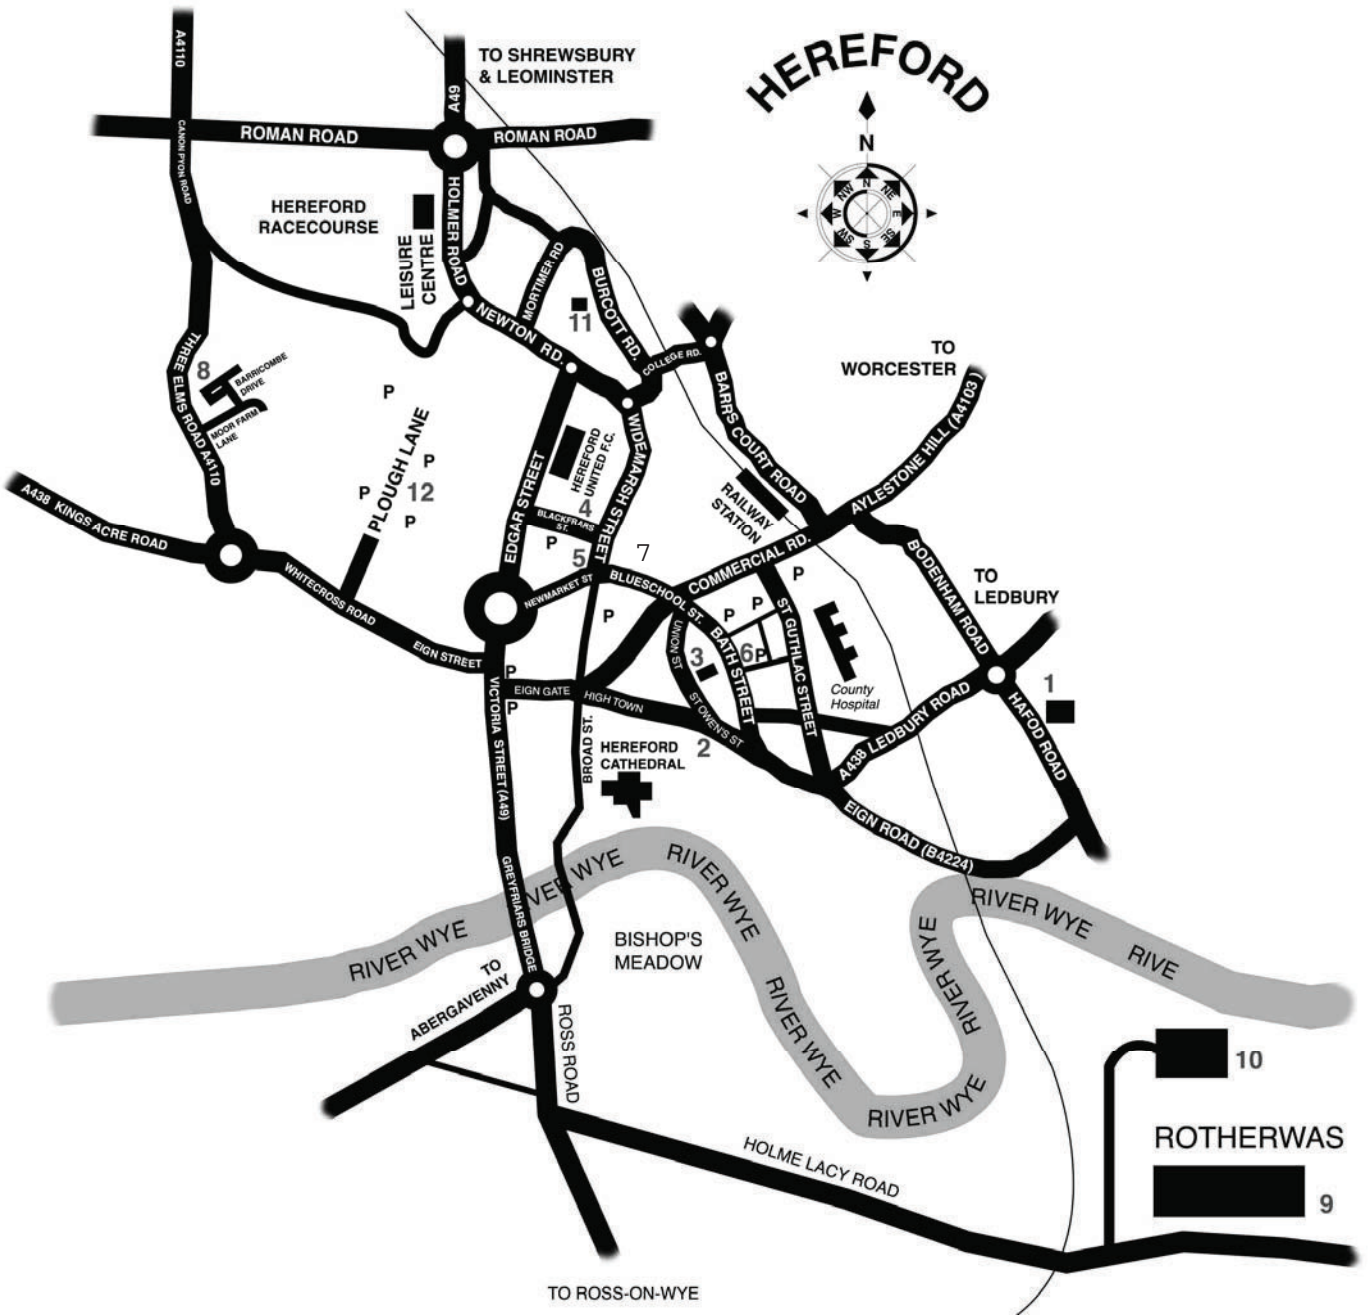 HEREFORD
N
N
NE
E
SE
S
SW
W
NW
A4110
CANON PYON ROAD
A49
TO SHREWSBURY
& LEOMINSTER
ROMAN ROAD
ROMAN ROAD
HEREFORD
RACECOURSE
LEISURE
CENTRE
HOLMER ROAD
MORTIMER RD
BURCOTT RD.
11
NEWTON RD.
COLLEGE RD.
TO
WORCESTER
AYLESTONE HILL (A4103 )
BARRS COURT ROAD
THREE ELMS ROAD A4110
8
BARRICOMBE
DRIVE
MOOR FARM
LANE
P
PLOUGH LANE
P
P
12
P
EDGAR STREET
HEREFORD
UNITED F.C.
4
WIDEMARSH STREET
BLACKFRIARS
ST.
P
5
7
RAILWAY
STATION
COMMERCIAL RD.
BODENHAM ROAD
TO
LEDBURY
A438 KINGS ACRE ROAD
WHITECROSS ROAD
EIGN STREET
NEWMARKET ST
BLUESCHOOL ST.
P
UNION ST
3
BATH STREET
P
P
6
P
P
ST GUTHLAC STREET
County
Hospital
1
HAFOD ROAD
A438 LEDBURY ROAD
P
EIGN GATE
P
HIGH TOWN
ST OWEN'S ST
2
VICTORIA STREET (A49)
BROAD ST.
HEREFORD
CATHEDRAL
EIGN ROAD (B4224)
GREYFRIARS BRIDGE
RIVER WYE
VER WYE
RIVER WYE
RIVER WYE
RIVER WYE
RIVER WYE
RIVER WYE
RIVER
RIVE
BISHOP'S
MEADOW
TO
ABERGAVENNY
ROSS ROAD
HOLME LACY ROAD
10
ROTHERWAS
9
TO ROSS-ON-WYE